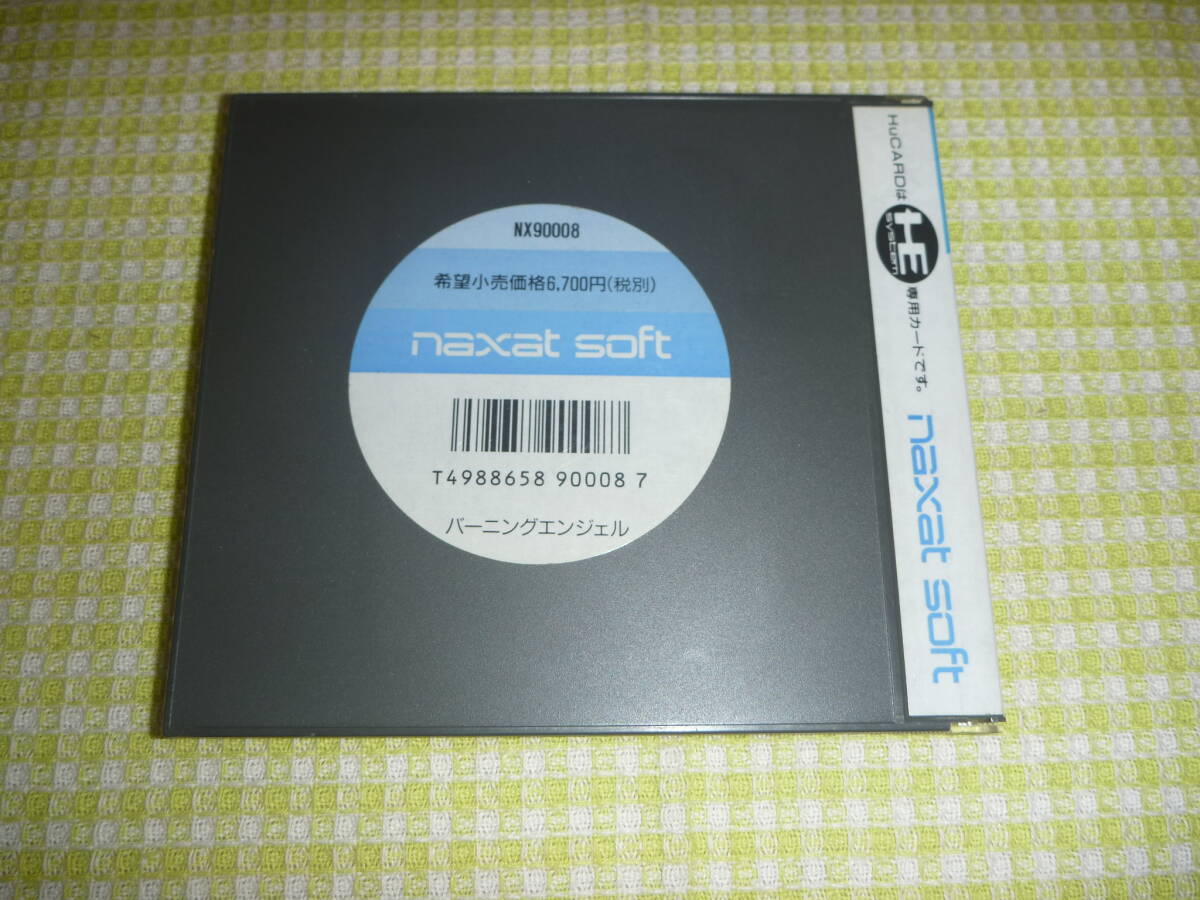 NX90008
希望小売価格6,700円(税別)
naxat soft
T4988658 90008 7
バーニングエンジェル
HuCARDは HE system 専用カードです。 naxat soft